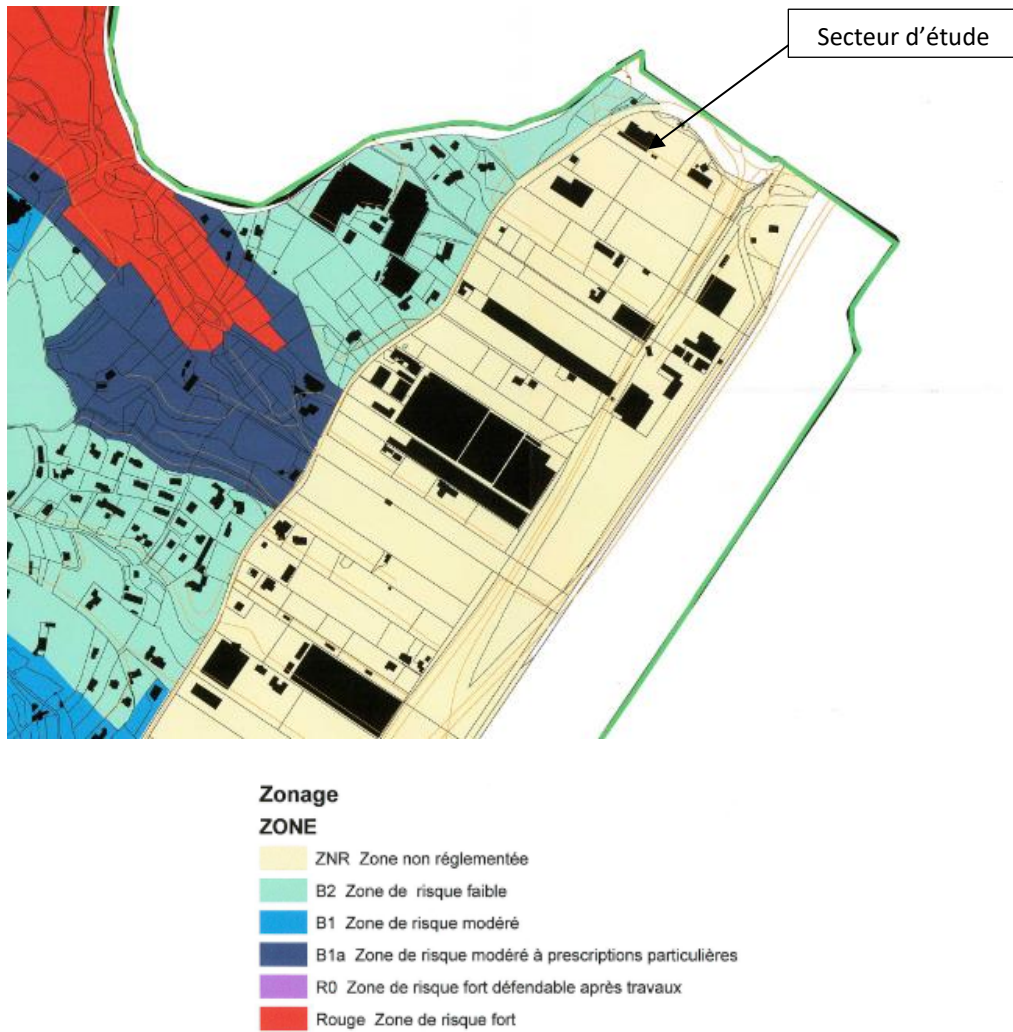 Secteur d’étude
Zonage
ZONE
ZNR Zone non réglementée
B2 Zone de risque faible
B1 Zone de risque modéré
B1a Zone de risque modéré à prescriptions particulières
R0 Zone de risque fort défendable après travaux
Rouge Zone de risque fort